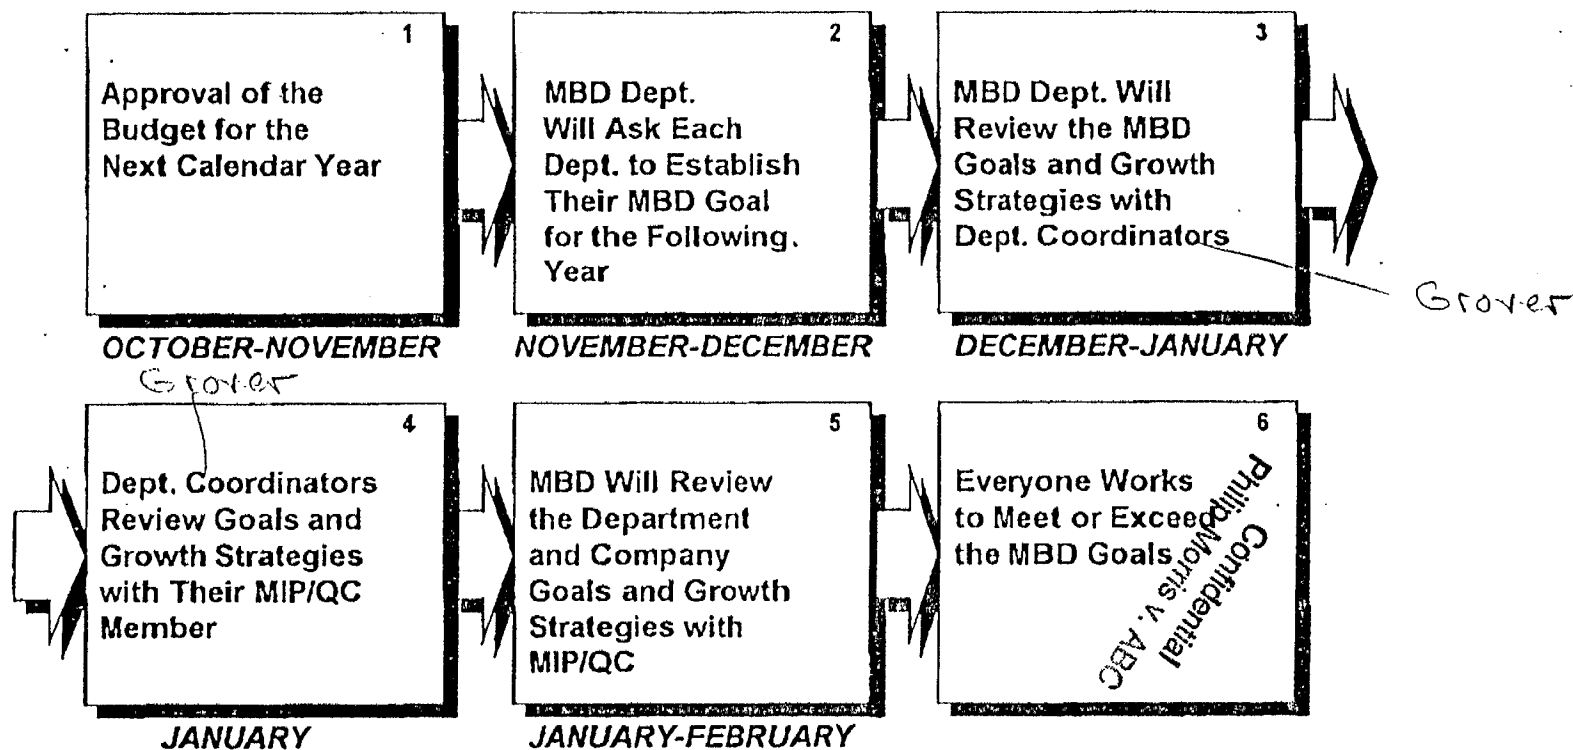 1
Approval of the
Budget for the
Next Calendar Year
OCTOBER-NOVEMBER
2
MBD Dept.
Will Ask Each
Dept. to Establish
Their MBD Goal
for the Following.
Year
NOVEMBER-DECEMBER
3
MBD Dept. Will
Review the MBD
Goals and Growth
Strategies with
Dept. Coordinators
DECEMBER-JANUARY
Grover
Grover
4
Dept. Coordinators
Review Goals and
Growth Strategies
with Their MIP/QC
Member
JANUARY
5
MBD Will Review
the Department
and Company
Goals and Growth
Strategies with
MIP/QC
JANUARY-FEBRUARY
6
Everyone Works
to Meet or Exceed
the MBD Goals
Confidential
Philip Morris v. ABC